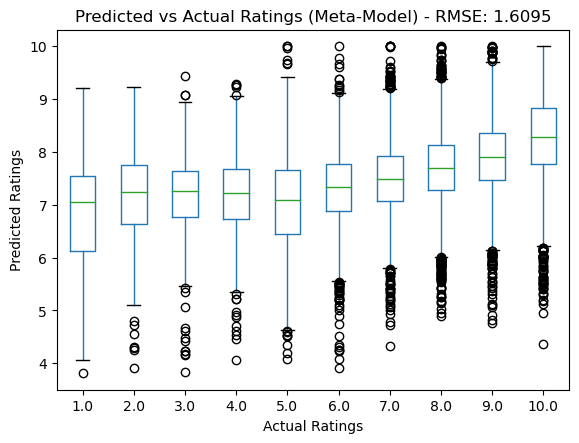 Predicted vs Actual Ratings (Meta-Model) - RMSE: 1.6095
10
9
8
7
6
5
4
Predicted Ratings
1.0 2.0 3.0 4.0 5.0 6.0 7.0 8.0 9.0 10.0
Actual Ratings